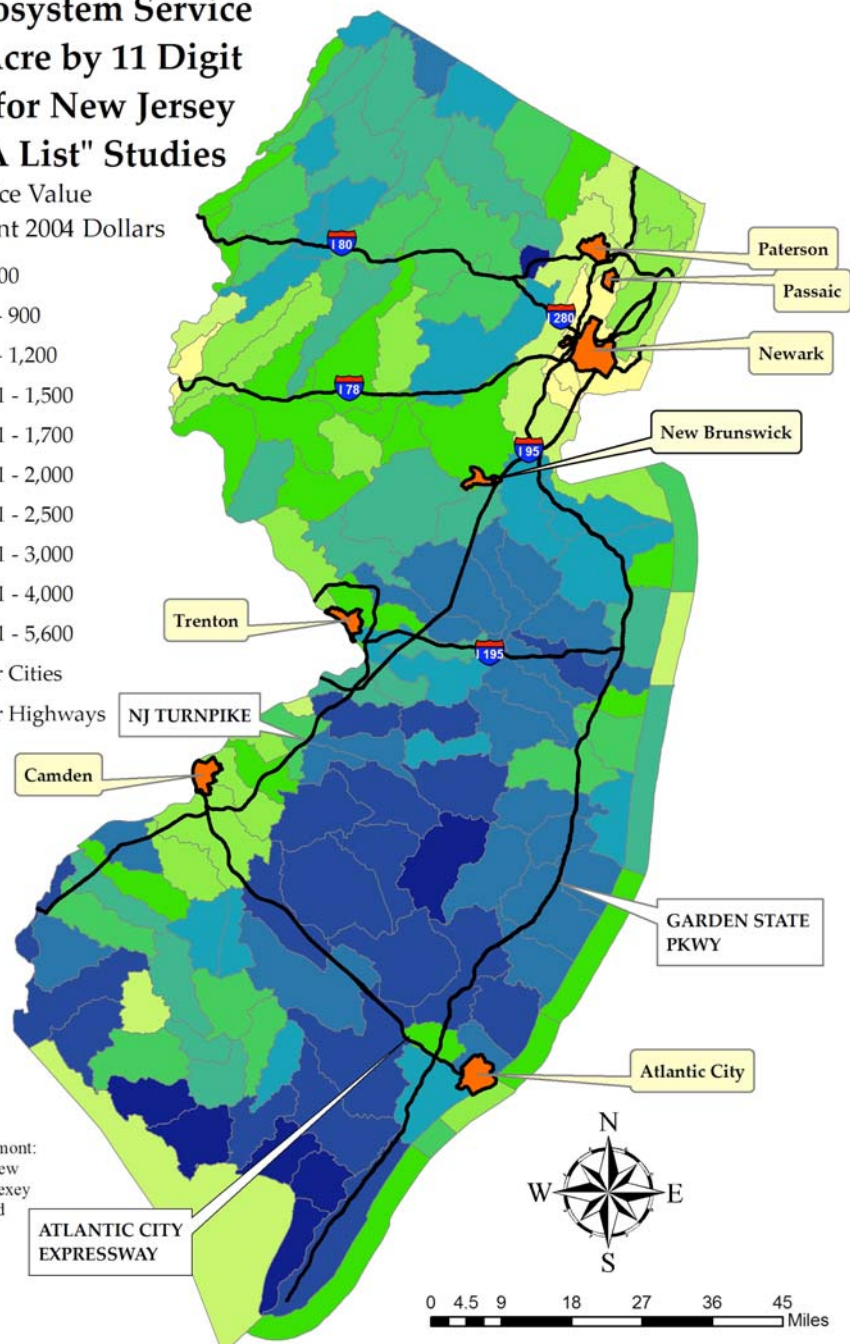 osystem Service
Acre by 11 Digit
for New Jersey
A List" Studies
ce Value
nt 2004 Dollars
00
- 900
- 1,200
1 - 1,500
1 - 1,700
1 - 2,000
1 - 2,500
1 - 3,000
1 - 4,000
1 - 5,600
r Cities
r Highways
I 80
Paterson
Passaic
I 280
Newark
I 78
New Brunswick
I 95
Trenton
I 195
NJ TURNPIKE
Camden
GARDEN STATE
PKWY
Atlantic City
mont:
ew
exey
d
ATLANTIC CITY
EXPRESSWAY
N
W E
S
0 4.5 9 18 27 36 45
Miles